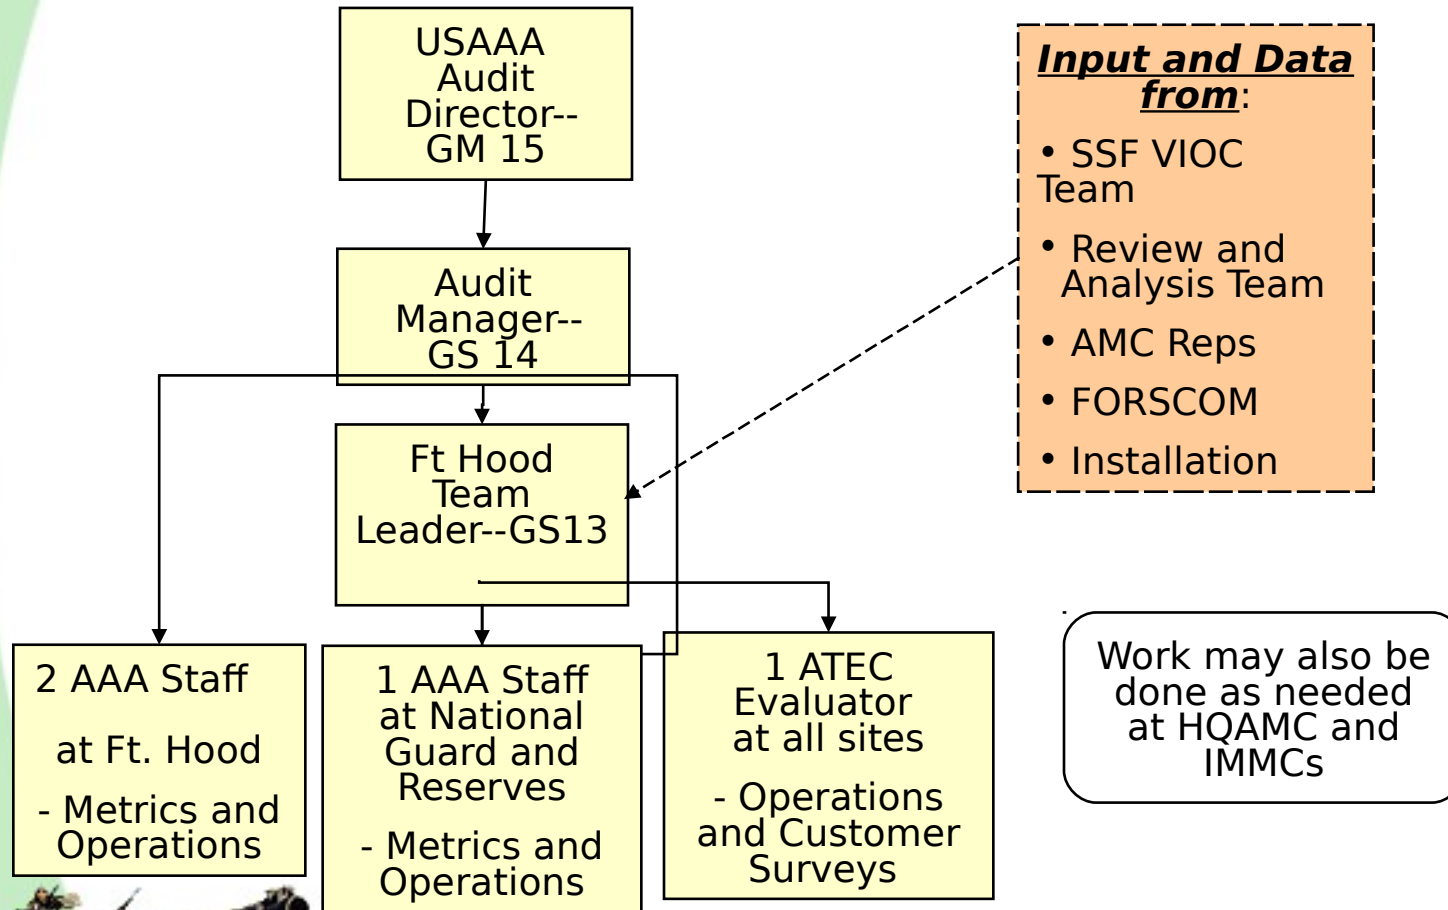 USAAA
Audit
Director--
GM 15
Audit
Manager--
GS 14
Ft Hood
Team
Leader--GS13
2 AAA Staff
at Ft. Hood
- Metrics and
Operations
1 AAA Staff
at National
Guard and
Reserves
- Metrics and
Operations
1 ATEC
Evaluator
at all sites
- Operations
and Customer
Surveys
Input and Data
from:
• SSF VIOC
Team
• Review and
Analysis Team
• AMC Reps
• FORSCOM
• Installation
Work may also be
done as needed
at HQAMC and
IMMCs